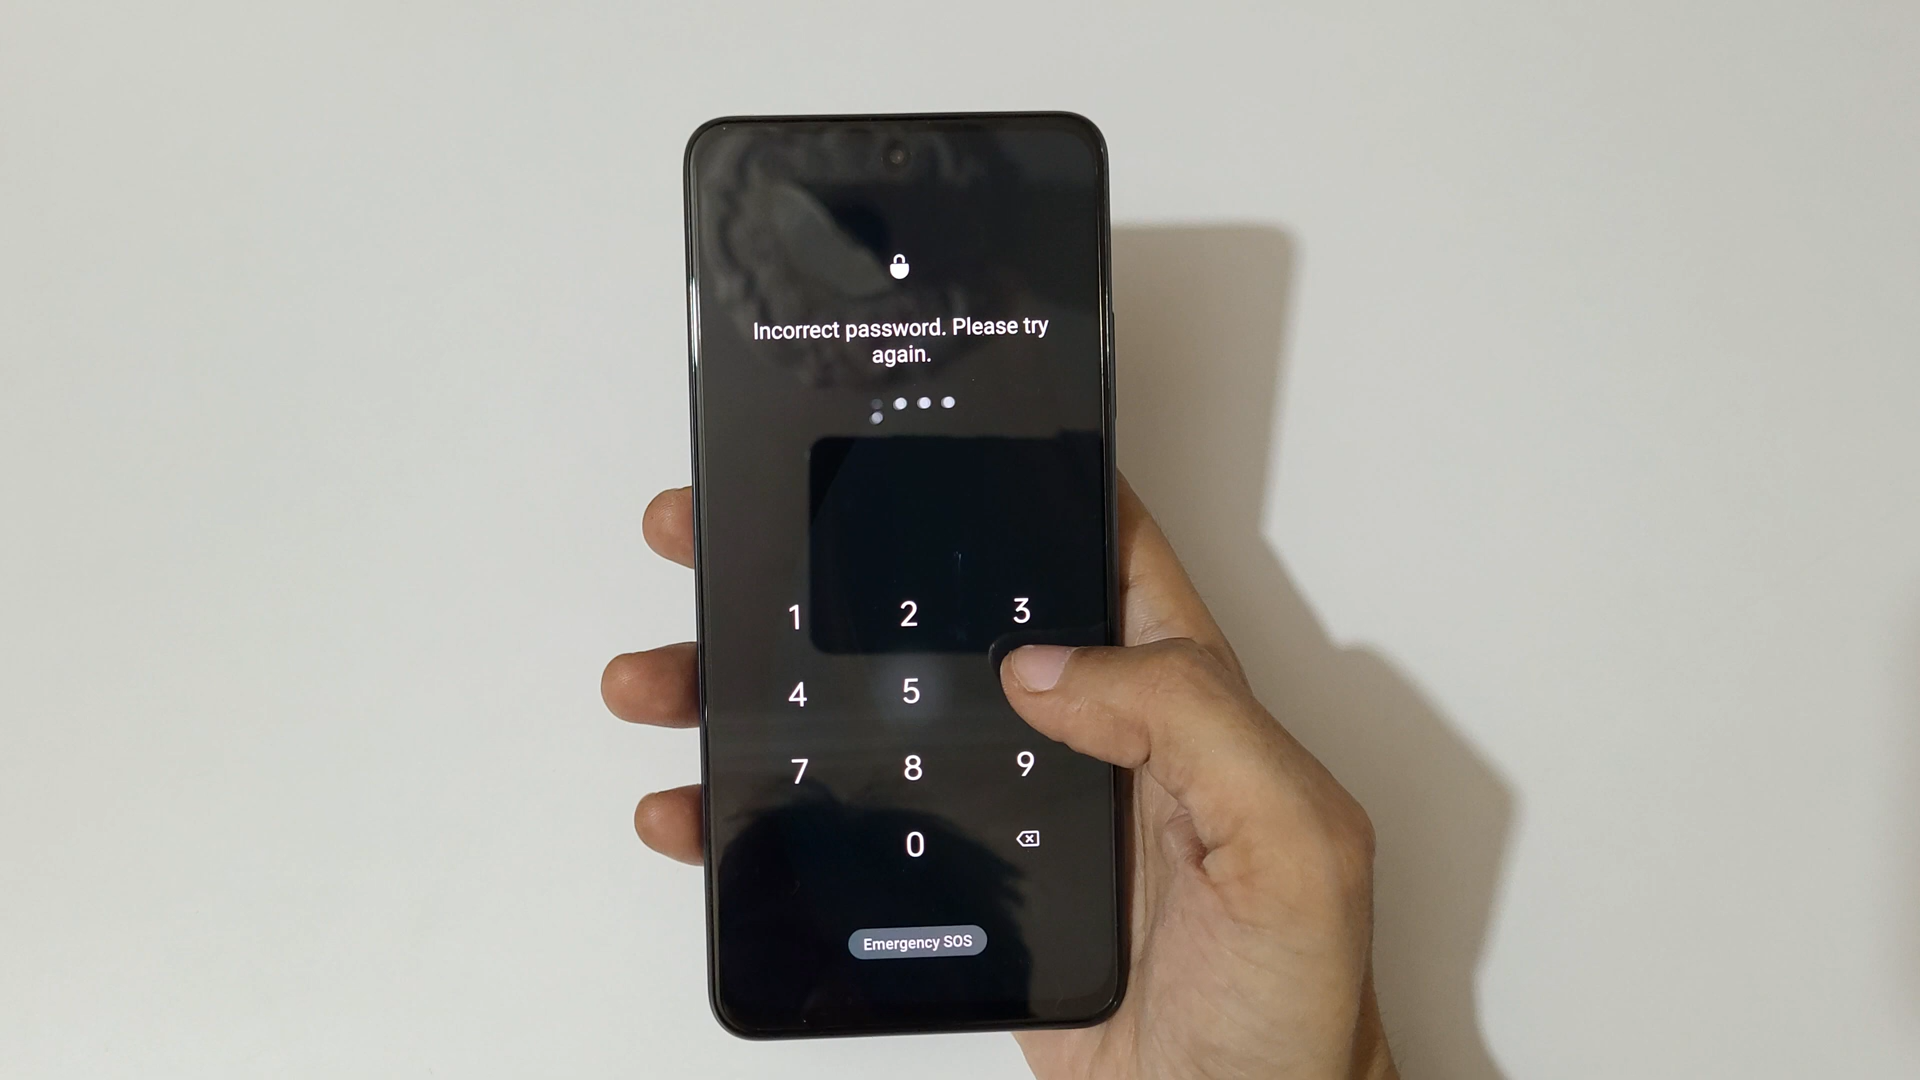 Incorrect password. Please try
again.
1 2 3
4 5
7 8 9
0
Emergency SOS